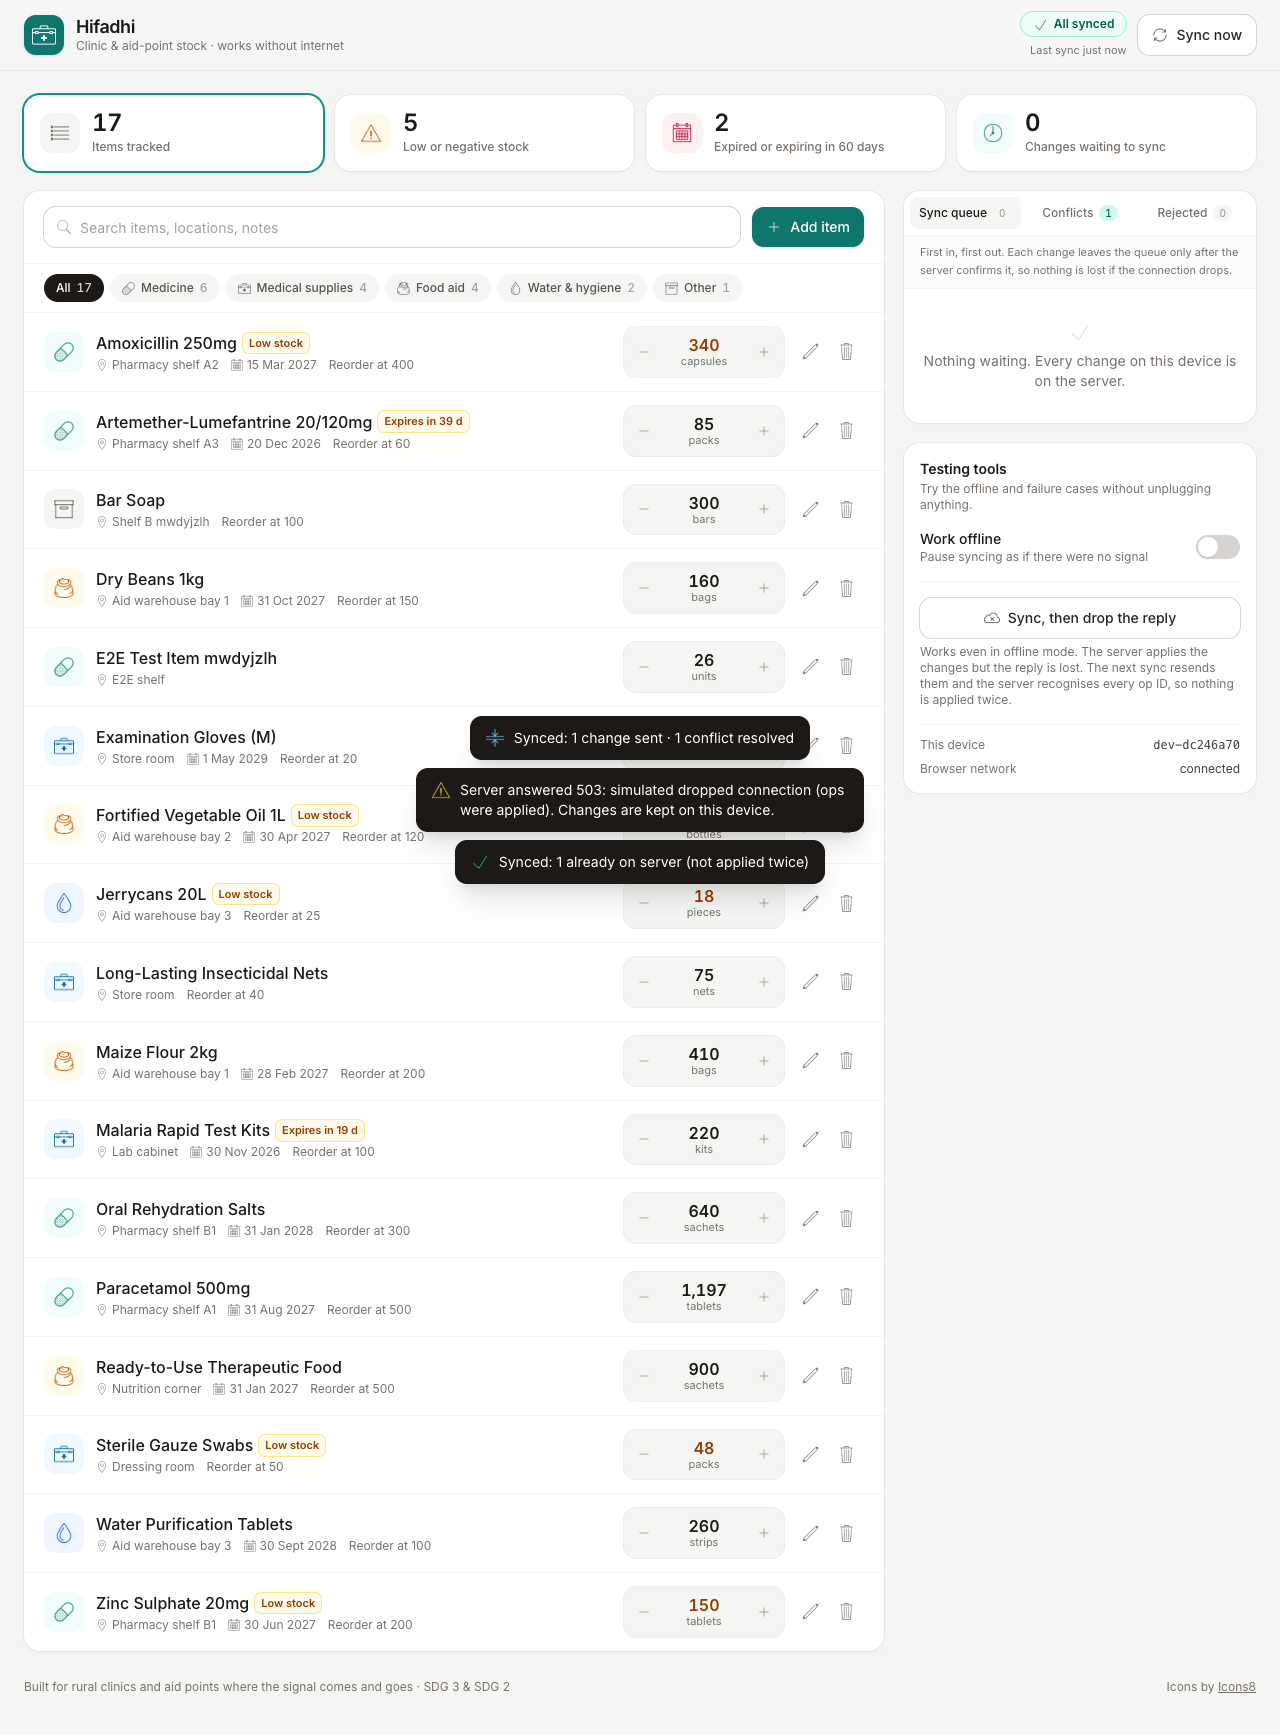 Hifadhi
Clinic & aid-point stock · works without internet
All synced
Last sync just now
Sync now
17
Items tracked
5
Low or negative stock
2
Expired or expiring in 60 days
0
Changes waiting to sync
Search items, locations, notes
Add item
All 17
Medicine 6
Medical supplies 4
Food aid 4
Water & hygiene 2
Other 1
Amoxicillin 250mg Low stock
Pharmacy shelf A2 15 Mar 2027 Reorder at 400
340
capsules
Artemether-Lumefantrine 20/120mg Expires in 39 d
Pharmacy shelf A3 20 Dec 2026 Reorder at 60
85
packs
Bar Soap
Shelf B mwdyjzlh Reorder at 100
300
bars
Dry Beans 1kg
Aid warehouse bay 1 31 Oct 2027 Reorder at 150
160
bags
E2E Test Item mwdyjzlh
E2E shelf
26
units
Examination Gloves (M)
Store room 1 May 2029 Reorder at 20
Synced: 1 change sent · 1 conflict resolved
Server answered 503: simulated dropped connection (ops
were applied). Changes are kept on this device.
Fortified Vegetable Oil 1L Low stock
Aid warehouse bay 2 30 Apr 2027 Reorder at 120
bottles
Synced: 1 already on server (not applied twice)
Jerrycans 20L Low stock
Aid warehouse bay 3 Reorder at 25
18
pieces
Long-Lasting Insecticidal Nets
Store room Reorder at 40
75
nets
Maize Flour 2kg
Aid warehouse bay 1 28 Feb 2027 Reorder at 200
410
bags
Malaria Rapid Test Kits Expires in 19 d
Lab cabinet 30 Nov 2026 Reorder at 100
220
kits
Oral Rehydration Salts
Pharmacy shelf B1 31 Jan 2028 Reorder at 300
640
sachets
Paracetamol 500mg
Pharmacy shelf A1 31 Aug 2027 Reorder at 500
1,197
tablets
Ready-to-Use Therapeutic Food
Nutrition corner 31 Jan 2027 Reorder at 500
900
sachets
Sterile Gauze Swabs Low stock
Dressing room Reorder at 50
48
packs
Water Purification Tablets
Aid warehouse bay 3 30 Sept 2028 Reorder at 100
260
strips
Zinc Sulphate 20mg Low stock
Pharmacy shelf B1 30 Jun 2027 Reorder at 200
150
tablets
Sync queue 0
Conflicts 1
Rejected 0
First in, first out. Each change leaves the queue only after the
server confirms it, so nothing is lost if the connection drops.
Nothing waiting. Every change on this device is
on the server.
Testing tools
Try the offline and failure cases without unplugging
anything.
Work offline
Pause syncing as if there were no signal
Sync, then drop the reply
Works even in offline mode. The server applies the
changes but the reply is lost. The next sync resends
them and the server recognises every op ID, so nothing
is applied twice.
This device dev-dc246a70
Browser network connected
Built for rural clinics and aid points where the signal comes and goes · SDG 3 & SDG 2
Icons by Icons8